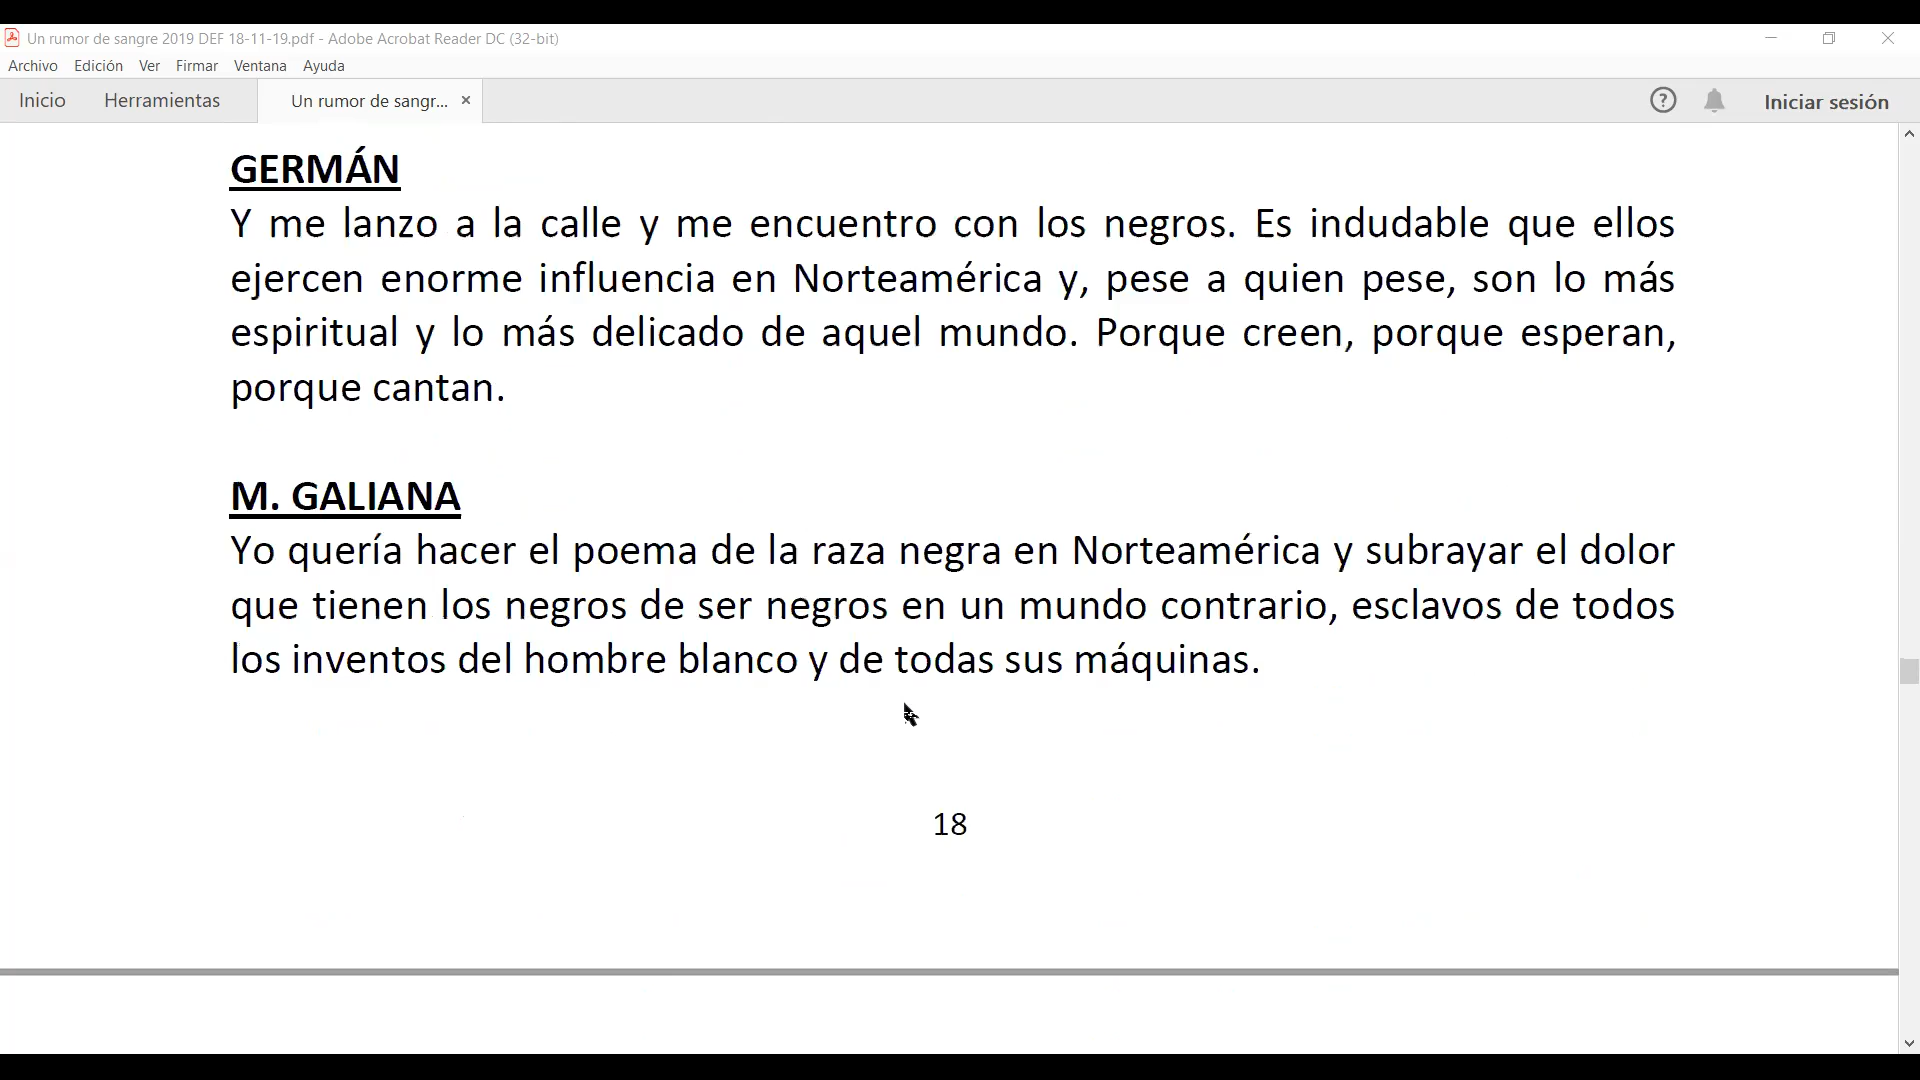 Un rumor de sangre 2019 DEF 18-11-19.pdf - Adobe Acrobat Reader DC (32-bit)
Archivo Edición Ver Firmar Ventana Ayuda
Inicio Herramientas Un rumor de sangr... × ? Iniciar sesión
GERMÁN
Y me lanzo a la calle y me encuentro con los negros. Es indudable que ellos
ejercen enorme influencia en Norteamérica y, pese a quien pese, son lo más
espiritual y lo más delicado de aquel mundo. Porque creen, porque esperan,
porque cantan.
M. GALIANA
Yo quería hacer el poema de la raza negra en Norteamérica y subrayar el dolor
que tienen los negros de ser negros en un mundo contrario, esclavos de todos
los inventos del hombre blanco y de todas sus máquinas.
18